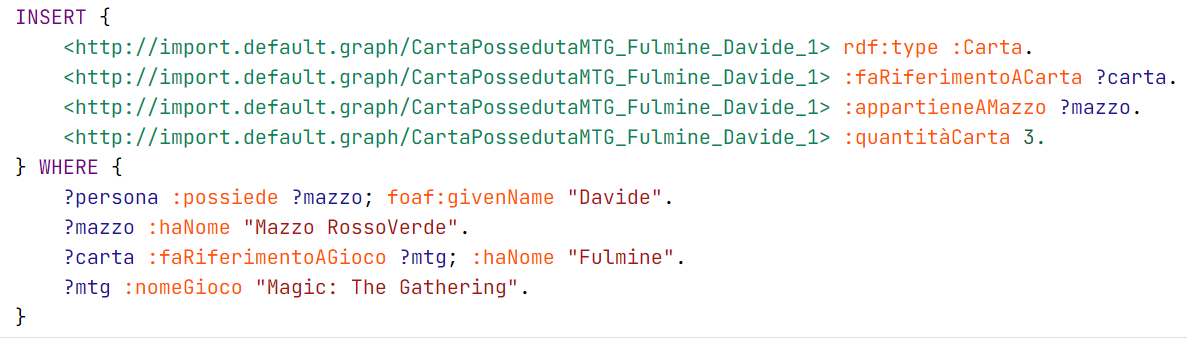 INSERT {
    <http://import.default.graph/CartaPossedutaMTG_Fulmine_Davide_1> rdf:type :Carta.
    <http://import.default.graph/CartaPossedutaMTG_Fulmine_Davide_1> :faRiferimentoACarta ?carta.
    <http://import.default.graph/CartaPossedutaMTG_Fulmine_Davide_1> :appartieneAMazzo ?mazzo.
    <http://import.default.graph/CartaPossedutaMTG_Fulmine_Davide_1> :quantitàCarta 3.
} WHERE {
    ?persona :possiede ?mazzo; foaf:givenName "Davide".
    ?mazzo :haNome "Mazzo RossoVerde".
    ?carta :faRiferimentoAGioco ?mtg; :haNome "Fulmine".
    ?mtg :nomeGioco "Magic: The Gathering".
}